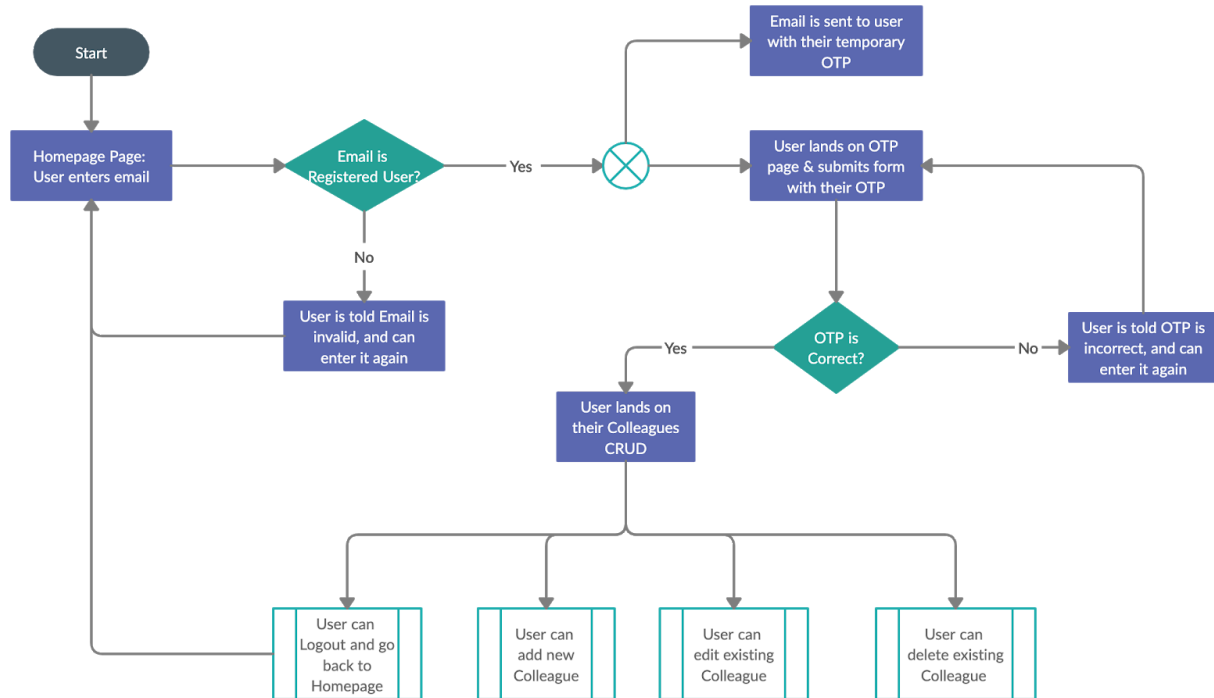 Start
Email is sent to user
with their temporary
OTP
Homepage Page:
User enters email
Email is
Registered User?
Yes
User lands on OTP
page & submits form
with their OTP
No
User is told Email is
invalid, and can
enter it again
OTP is
Correct?
Yes
No
User is told OTP is
incorrect, and can
enter it again
User lands on
their Colleagues
CRUD
User can
Logout and go
back to
Homepage
User can
add new
Colleague
User can
edit existing
Colleague
User can
delete existing
Colleague